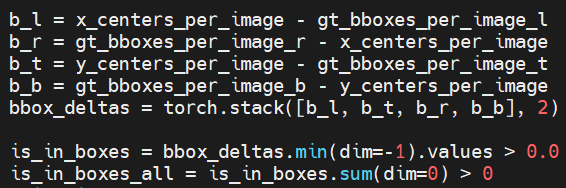 b_l = x_centers_per_image - gt_bboxes_per_image_l
b_r = gt_bboxes_per_image_r - x_centers_per_image
b_t = y_centers_per_image - gt_bboxes_per_image_t
b_b = gt_bboxes_per_image_b - y_centers_per_image
bbox_deltas = torch.stack([b_l, b_t, b_r, b_b], 2)

is_in_boxes = bbox_deltas.min(dim=-1).values > 0.0
is_in_boxes_all = is_in_boxes.sum(dim=0) > 0